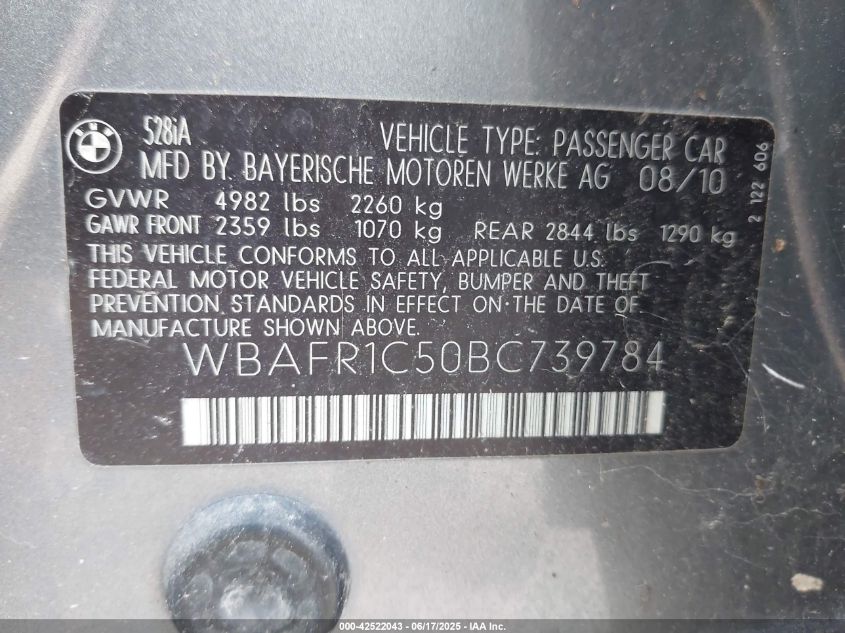 BMW
528iA
VEHICLE TYPE: PASSENGER CAR
MFD BY BAYERISCHE MOTOREN WERKE AG 08/10
GVWR 4982 lbs 2260 kg
GAWR FRONT 2359 lbs 1070 kg REAR 2844 lbs 1290 kg
THIS VEHICLE CONFORMS TO ALL APPLICABLE U.S.
FEDERAL MOTOR VEHICLE SAFETY, BUMPER AND THEFT
PREVENTION STANDARDS IN EFFECT ON THE DATE OF
MANUFACTURE SHOWN ABOVE.
WBAFR1C50BC739784
2 122 606
000-42522043 - 06/17/2025 - IAA Inc.